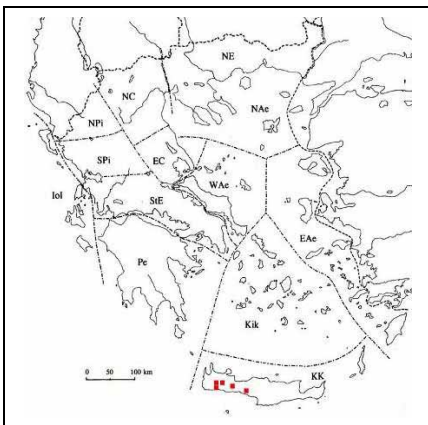 NE
NC
NAe
NPi
SPi
EC
WAe
IoI
StE
EAe
Pe
Kik
KK
0 50 100 km